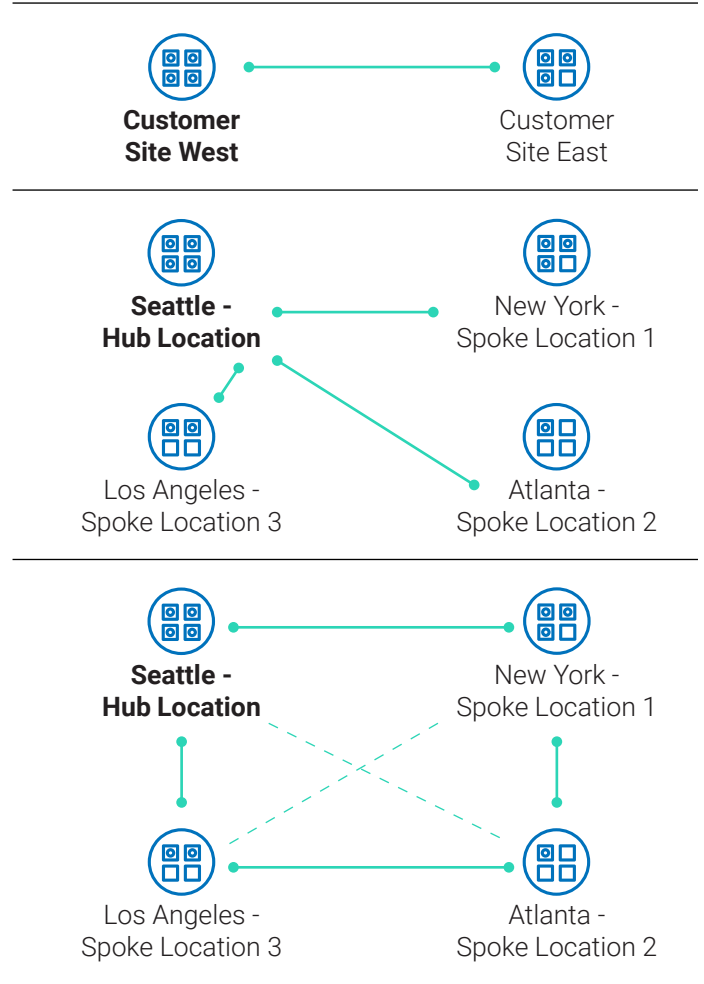 Customer
Site West
Customer
Site East
Seattle -
Hub Location
New York -
Spoke Location 1
Los Angeles -
Spoke Location 3
Atlanta -
Spoke Location 2
Seattle -
Hub Location
New York -
Spoke Location 1
Los Angeles -
Spoke Location 3
Atlanta -
Spoke Location 2